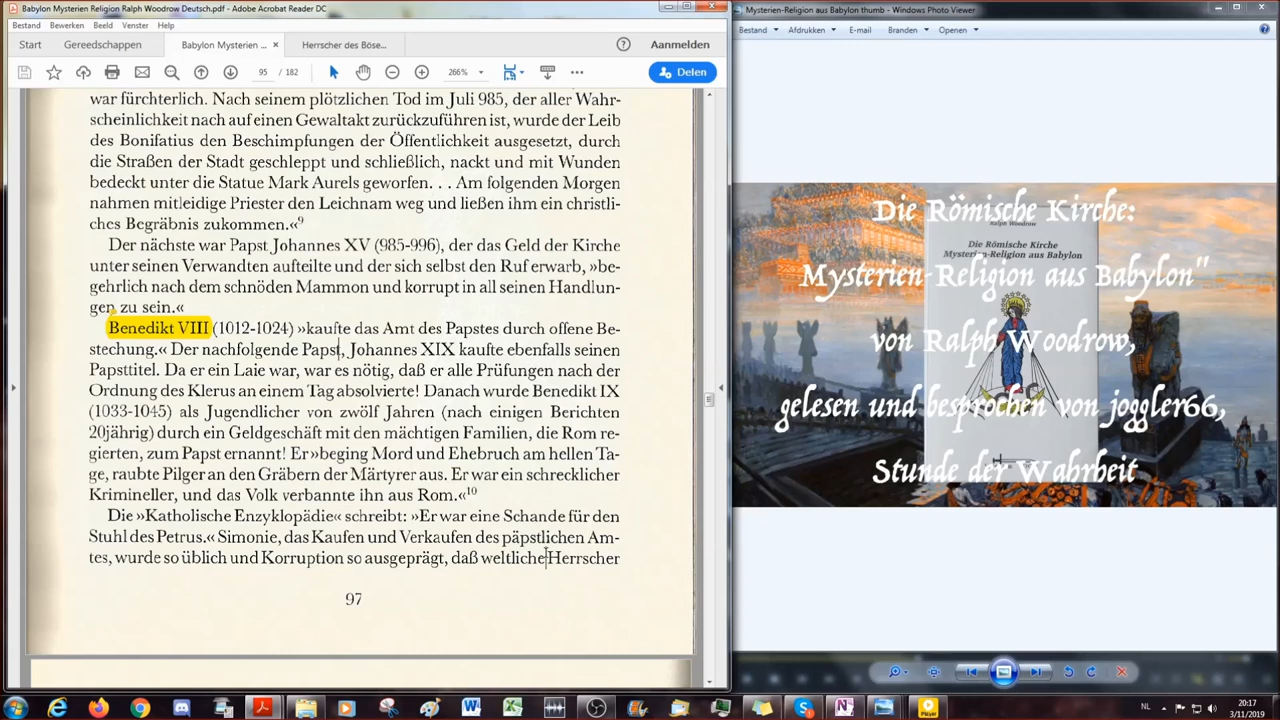 Babylon Mysterien Religion Ralph Woodrow Deutsch.pdf - Adobe Acrobat Reader DC
Bestand Bewerken Beeld Venster Help
Start Gereedschappen Babylon Mysterien ... × Herrscher des Böse... Aanmelden
95 / 182 266% Delen
war fürchterlich. Nach seinem plötzlichen Tod im Juli 985, der aller Wahr-
scheinlichkeit nach auf einen Gewaltakt zurückzuführen ist, wurde der Leib
des Bonifatius den Beschimpfungen der Öffentlichkeit ausgesetzt, durch
die Straßen der Stadt geschleppt und schließlich, nackt und mit Wunden
bedeckt unter die Statue Mark Aurels geworfen. . . Am folgenden Morgen
nahmen mitleidige Priester den Leichnam weg und ließen ihm ein christli-
ches Begräbnis zukommen.«⁹
Der nächste war Papst Johannes XV (985-996), der das Geld der Kirche
unter seinen Verwandten aufteilte und der sich selbst den Ruf erwarb, »be-
gehrlich nach dem schnöden Mammon und korrupt in all seinen Handlun-
gen zu sein.«
Benedikt VIII (1012-1024) »kaufte das Amt des Papstes durch offene Be-
stechung.« Der nachfolgende Papst, Johannes XIX kaufte ebenfalls seinen
Papsttitel. Da er ein Laie war, war es nötig, daß er alle Prüfungen nach der
Ordnung des Klerus an einem Tag absolvierte! Danach wurde Benedikt IX
(1033-1045) als Jugendlicher von zwölf Jahren (nach einigen Berichten
20jährig) durch ein Geldgeschäft mit den mächtigen Familien, die Rom re-
gierten, zum Papst ernannt! Er »beging Mord und Ehebruch am hellen Ta-
ge, raubte Pilger an den Gräbern der Märtyrer aus. Er war ein schrecklicher
Krimineller, und das Volk verbannte ihn aus Rom.«¹⁰
Die »Katholische Enzyklopädie« schreibt: »Er war eine Schande für den
Stuhl des Petrus.« Simonie, das Kaufen und Verkaufen des päpstlichen Am-
tes, wurde so üblich und Korruption so ausgeprägt, daß weltliche Herrscher
97
Mysterien-Religion aus Babylon thumb - Windows Photo Viewer
Bestand Afdrukken E-mail Branden Openen
Die Römische Kirche:
Ralph Woodrow
Die Römische Kirche
Mysterien-Religion aus Babylon
Mysterien-Religion aus Babylon"
von Ralph Woodrow,
gelesen und besprochen von joggler66,
Stunde der Wahrheit
NL 20:17
3/11/2019